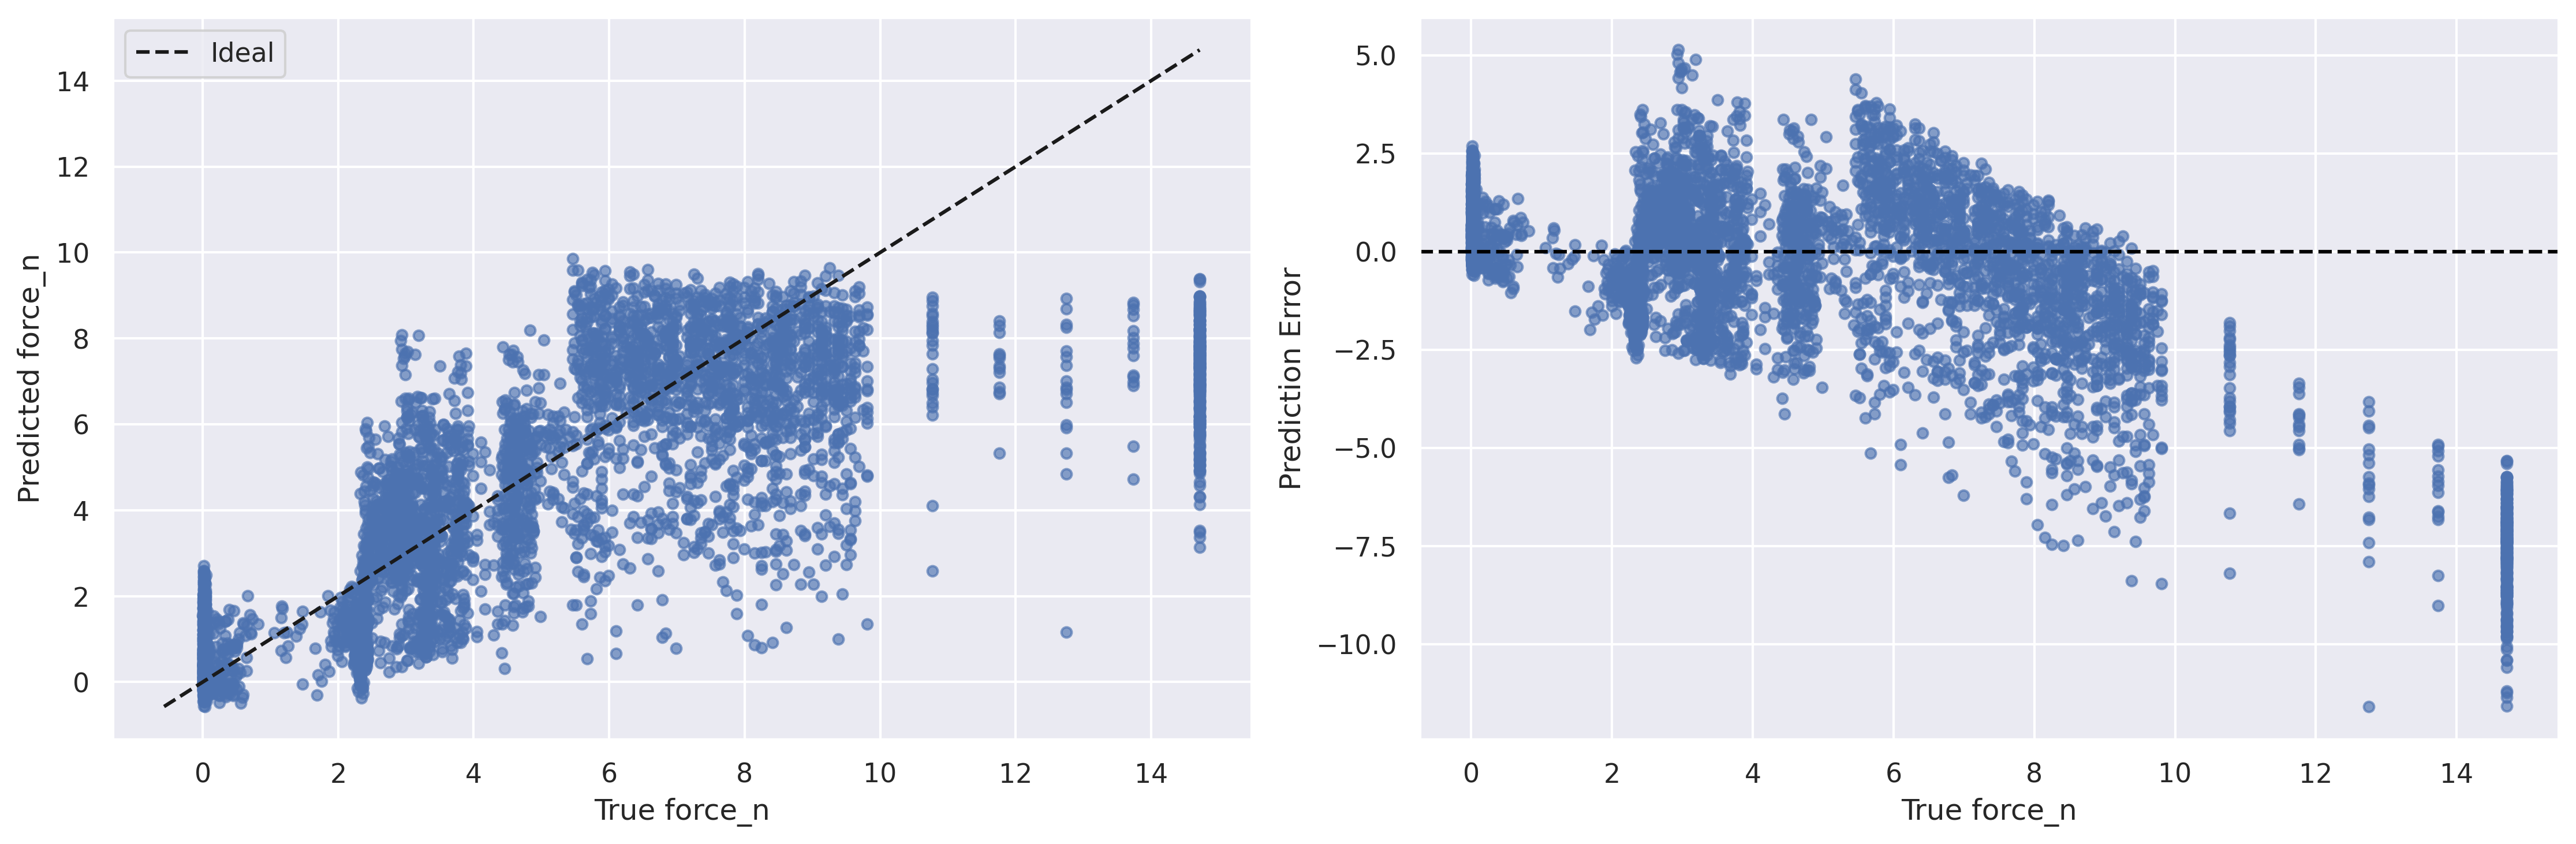 Ideal
14
12
10
8
6
4
2
0
Predicted force_n
0 2 4 6 8 10 12 14
True force_n
5.0
2.5
0.0
−2.5
−5.0
−7.5
−10.0
Prediction Error
0 2 4 6 8 10 12 14
True force_n